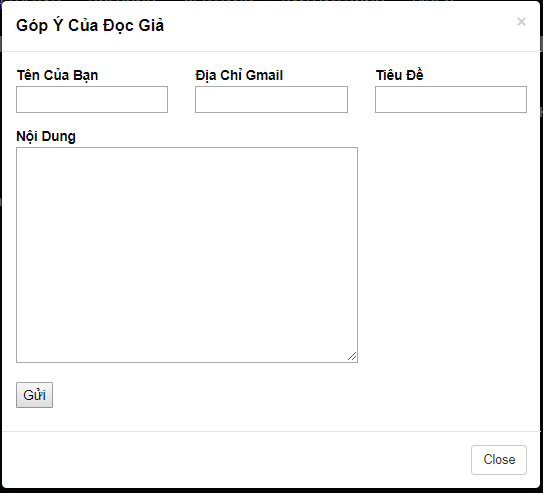 Góp Ý Của Đọc Giả ×
Tên Của Bạn Địa Chỉ Gmail Tiêu Đề
Nội Dung
Gửi
Close